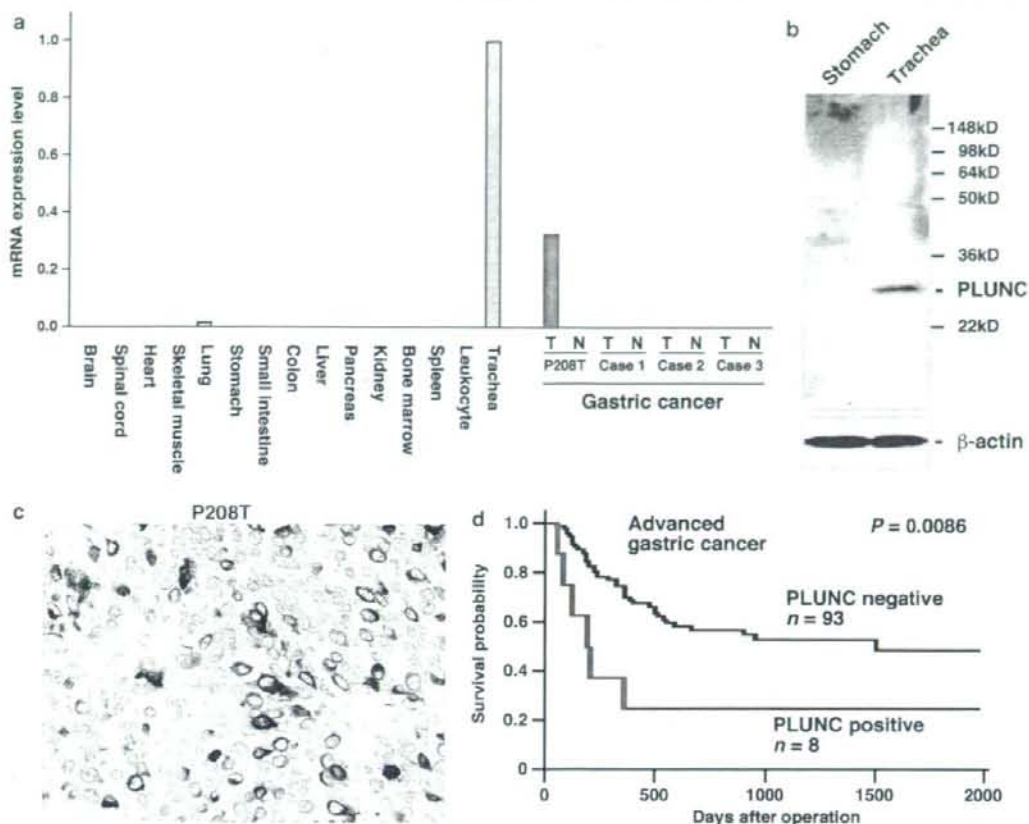 a
mRNA expression level
1.0
0.8
0.6
0.4
0.2
0.0
Brain
Spinal cord
Heart
Skeletal muscle
Lung
Stomach
Small intestine
Colon
Liver
Pancreas
Kidney
Bone marrow
Spleen
Leukocyte
Trachea
T N T N T N T N
P208T Case 1 Case 2 Case 3
Gastric cancer
b
Stomach
Trachea
148kD
98kD
64kD
50kD
36kD
PLUNC
22kD
β-actin
c
P208T
d
Survival probability
1.0
0.8
0.6
0.4
0.2
0
Advanced
gastric cancer
P = 0.0086
PLUNC negative
n = 93
PLUNC positive
n = 8
0 500 1000 1500 2000
Days after operation